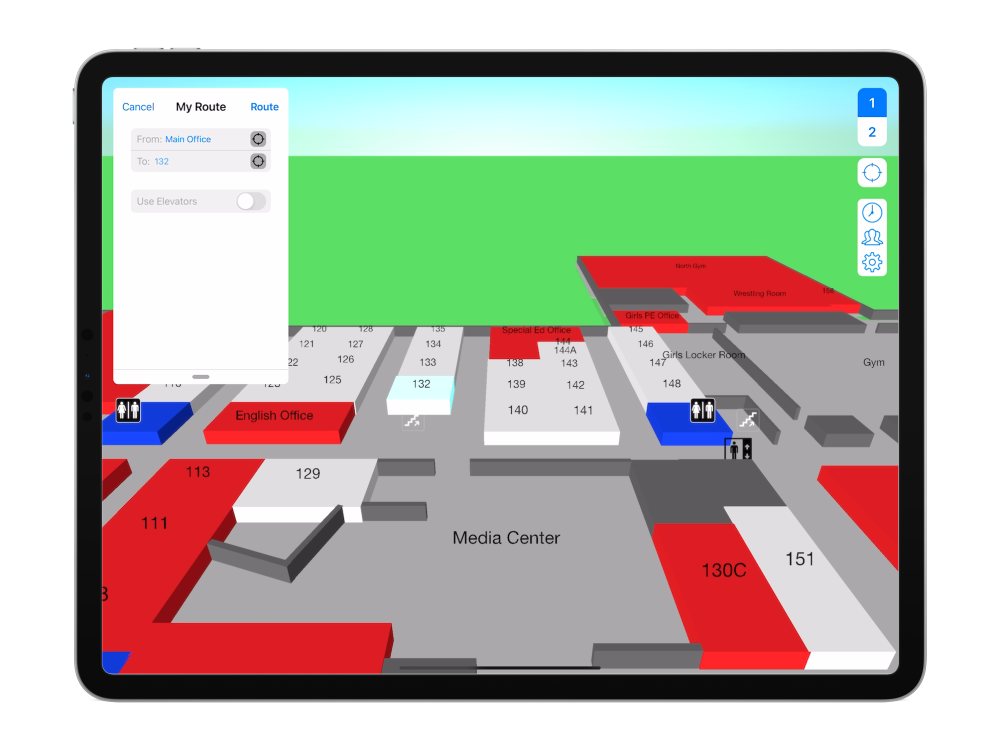 Cancel My Route Route
From: Main Office
To: 132
Use Elevators
1
2
North Gym
Wrestling Room
Girls PE Office
120 128 135 Special Ed Office 145
121 127 134 144 146
144A
Girls Locker Room
126 133 138 143 147 Gym
125 132 139 142 148
140 141
English Office
113 129
111
Media Center
130C 151